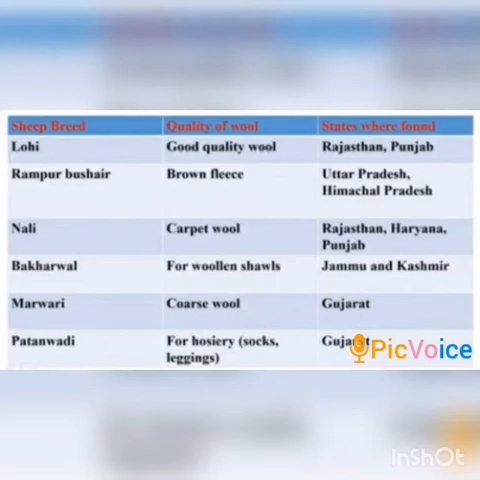 Sheep Breed Quality of wool States where found
Lohi Good quality wool Rajasthan, Punjab
Rampur bushair Brown fleece Uttar Pradesh,
Himachal Pradesh
Nali Carpet wool Rajasthan, Haryana,
Punjab
Bakharwal For woollen shawls Jammu and Kashmir
Marwari Coarse wool Gujarat
Patanwadi For hosiery (socks, Gujarat
leggings)
PicVoice
InShOt